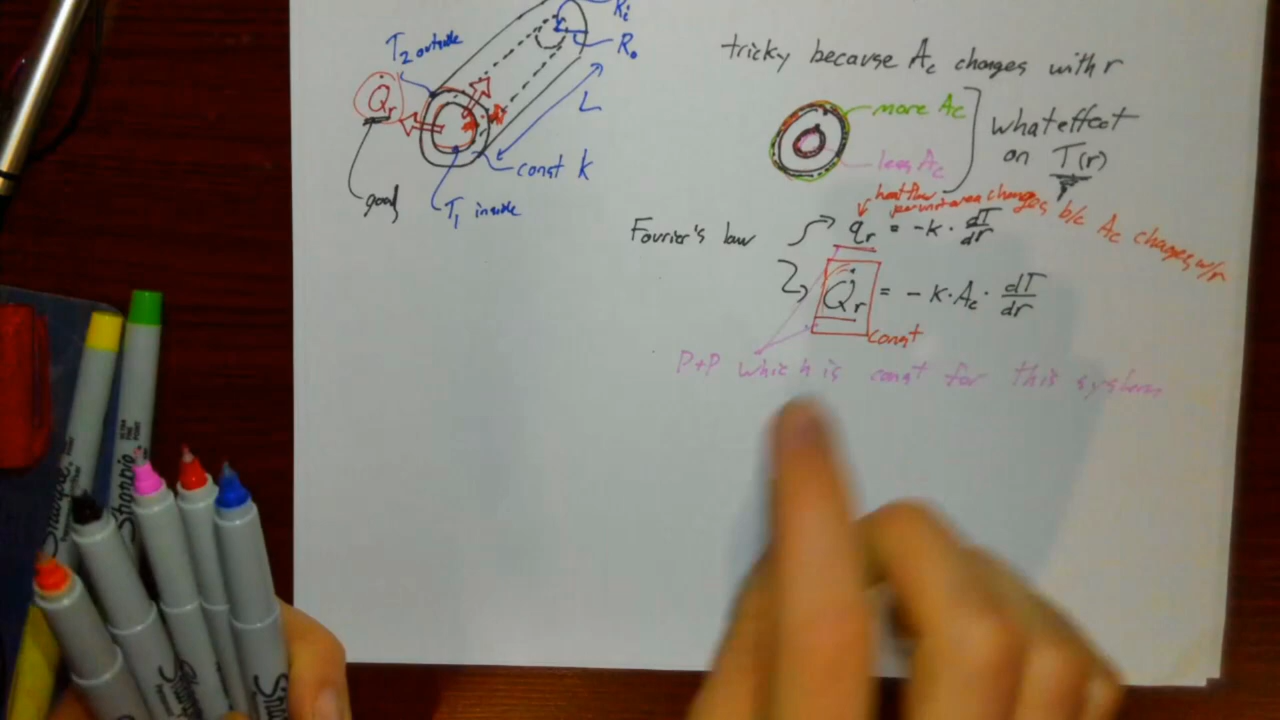 T2 outside
Ri
Ro
Q̇r
L
goal
const k
T1 inside
tricky because Ac changes with r
more Ac
less Ac
what effect
on T(r)
heat flow
per unit area changes b/c Ac changes w/r
Fourier's law
qr = -k · dT/dr
Q̇r = -k·Ac· dT/dr
const
P+P which is const for this system
Sharpie
Sharpie